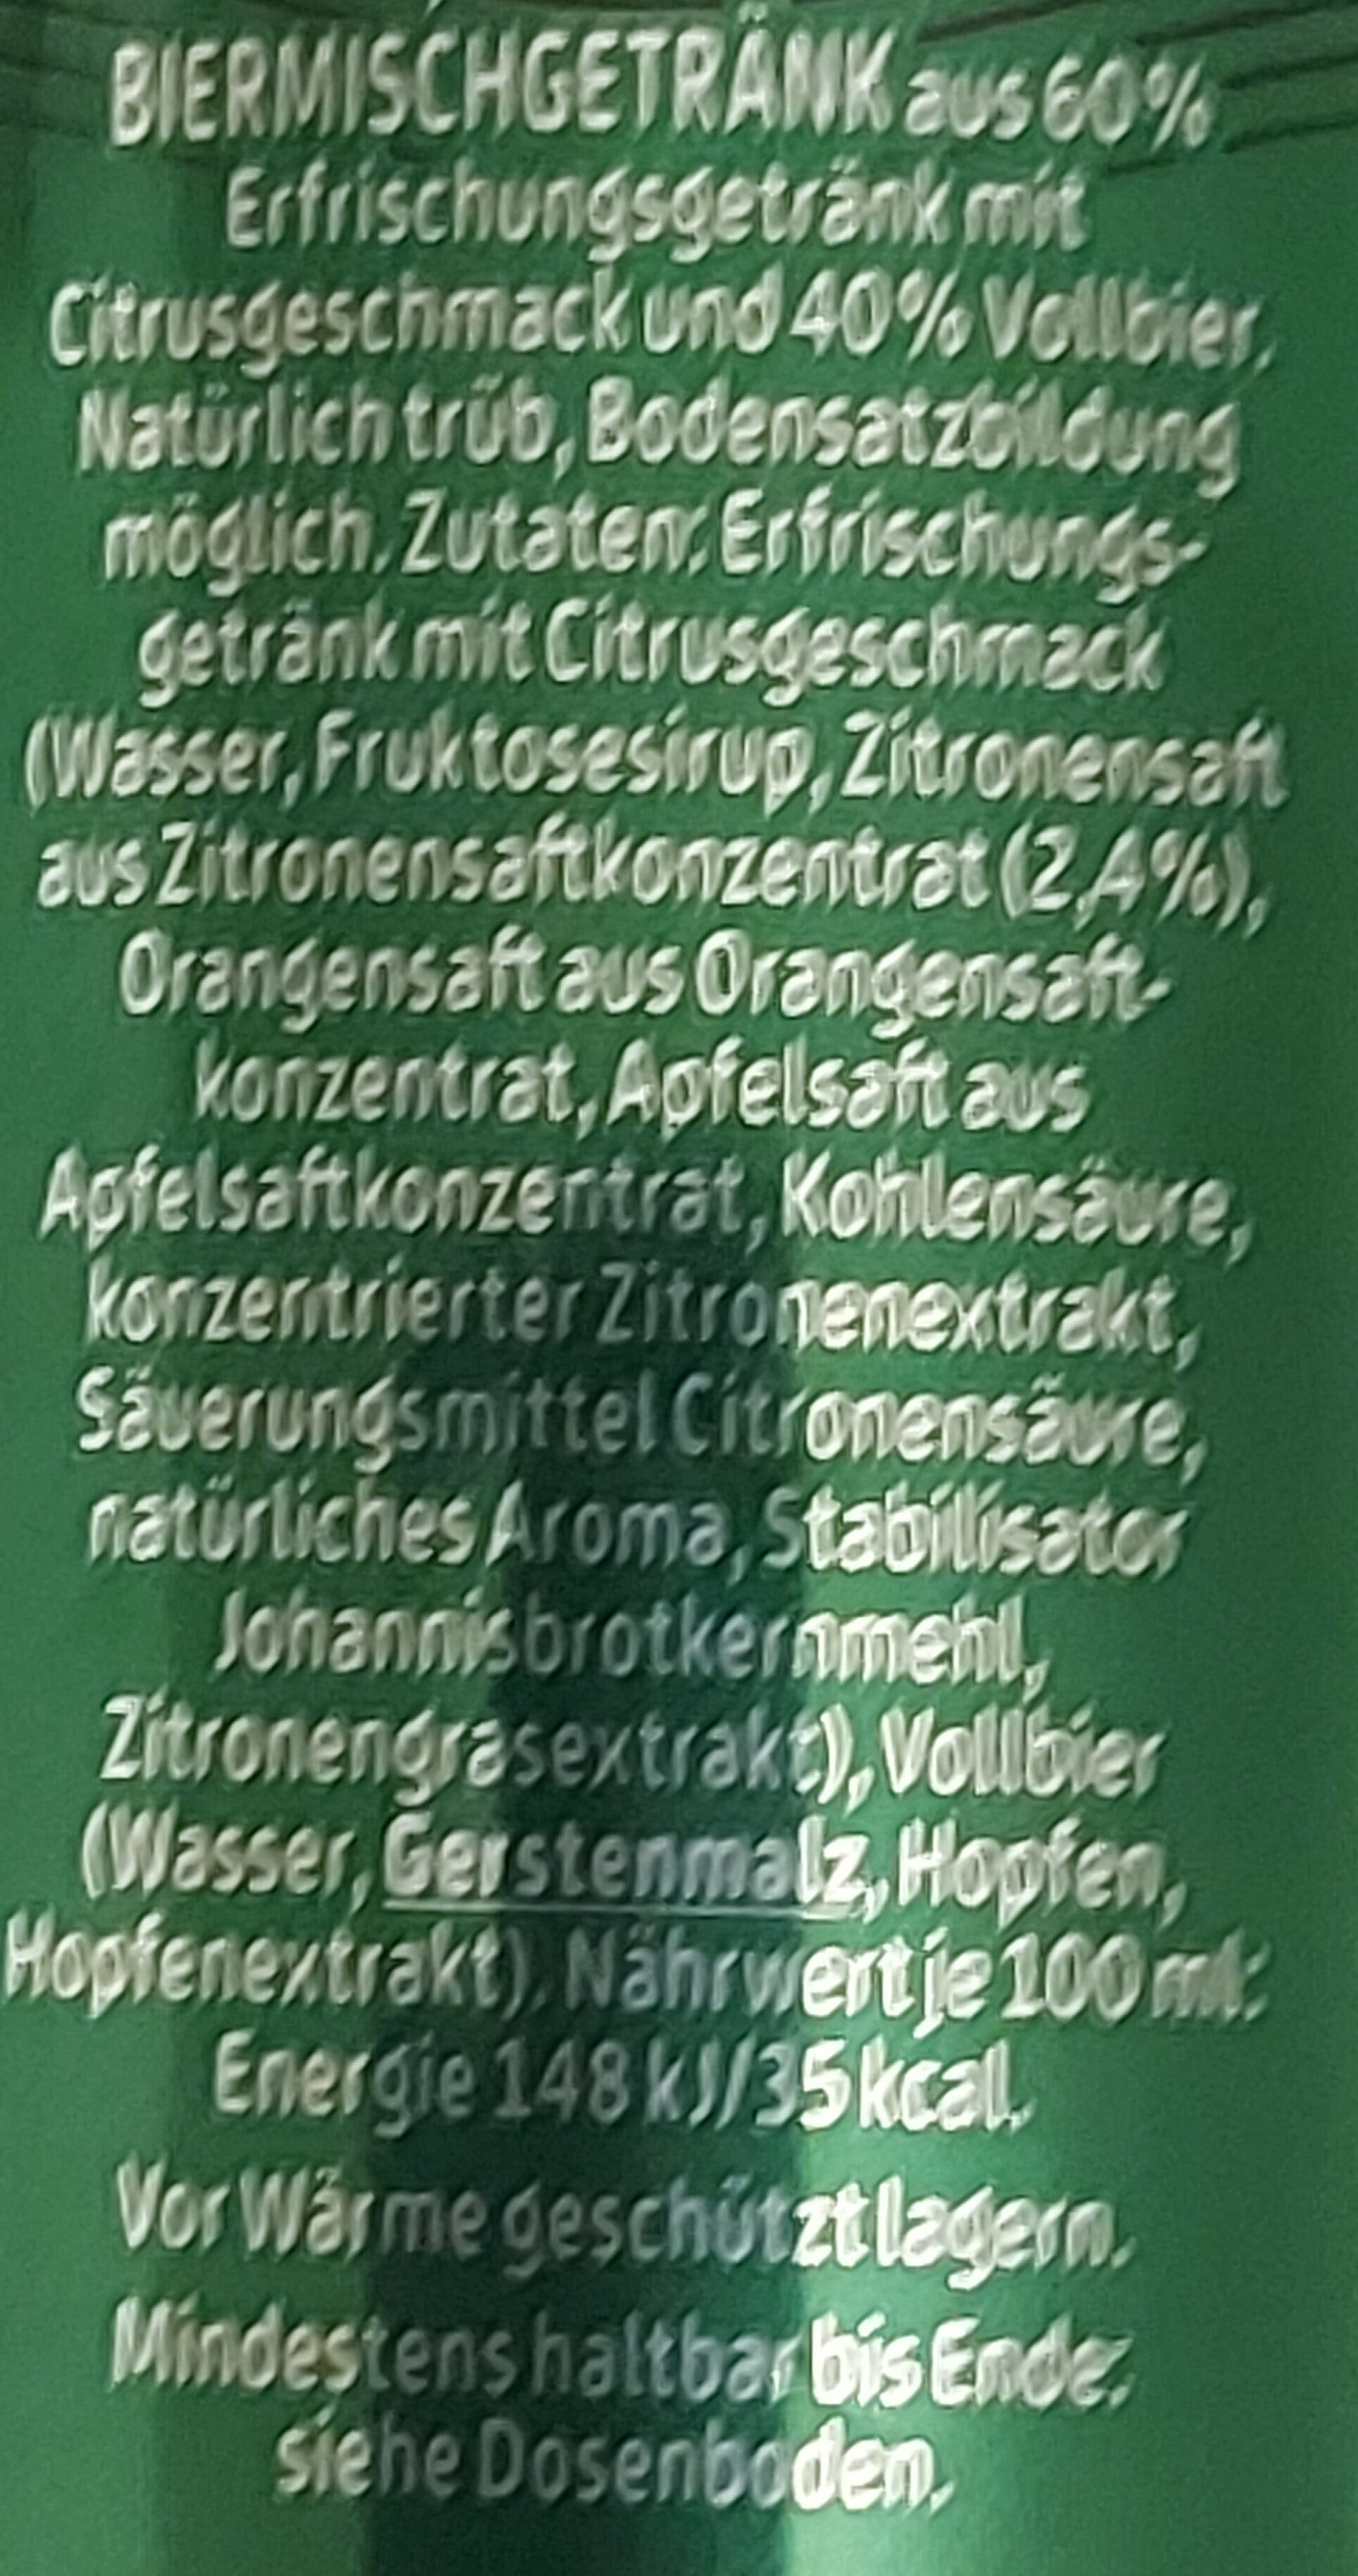 BIERMISCHGETRÄNK aus 60%
Erfrischungsgetränk mit
Citrusgeschmack und 40% Vollbier.
Natürlich trüb, Bodensatzbildung
möglich. Zutaten: Erfrischungs-
getränk mit Citrusgeschmack
(Wasser, Fruktosesirup, Zitronensaft
aus Zitronensaftkonzentrat (2,4%),
Orangensaft aus Orangensaft-
konzentrat, Apfelsaft aus
Apfelsaftkonzentrat, Kohlensäure,
konzentrierter Zitronenextrakt,
Säuerungsmittel Citronensäure,
natürliches Aroma, Stabilisator
Johannisbrotkernmehl,
Zitronengrasextrakt), Vollbier
(Wasser, Gerstenmalz, Hopfen,
Hopfenextrakt). Nährwert je 100 ml:
Energie 148 kJ/35 kcal.
Vor Wärme geschützt lagern.
Mindestens haltbar bis Ende:
siehe Dosenboden.